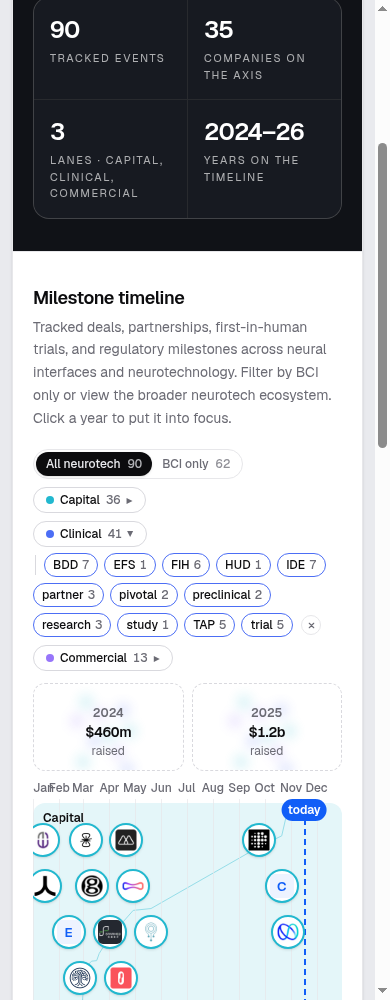 90
TRACKED EVENTS
35
COMPANIES ON
THE AXIS
3
LANES · CAPITAL,
CLINICAL,
COMMERCIAL
2024–26
YEARS ON THE
TIMELINE
Milestone timeline
Tracked deals, partnerships, first-in-human
trials, and regulatory milestones across neural
interfaces and neurotechnology. Filter by BCI
only or view the broader neurotech ecosystem.
Click a year to put it into focus.
All neurotech 90 BCI only 62
Capital 36 ▸
Clinical 41 ▾
BDD 7 EFS 1 FIH 6 HUD 1 IDE 7
partner 3 pivotal 2 preclinical 2
research 3 study 1 TAP 5 trial 5 ×
Commercial 13 ▸
2024
$460m
raised
2025
$1.2b
raised
Jan Feb Mar Apr May Jun Jul Aug Sep Oct Nov Dec
today
Capital
C
E